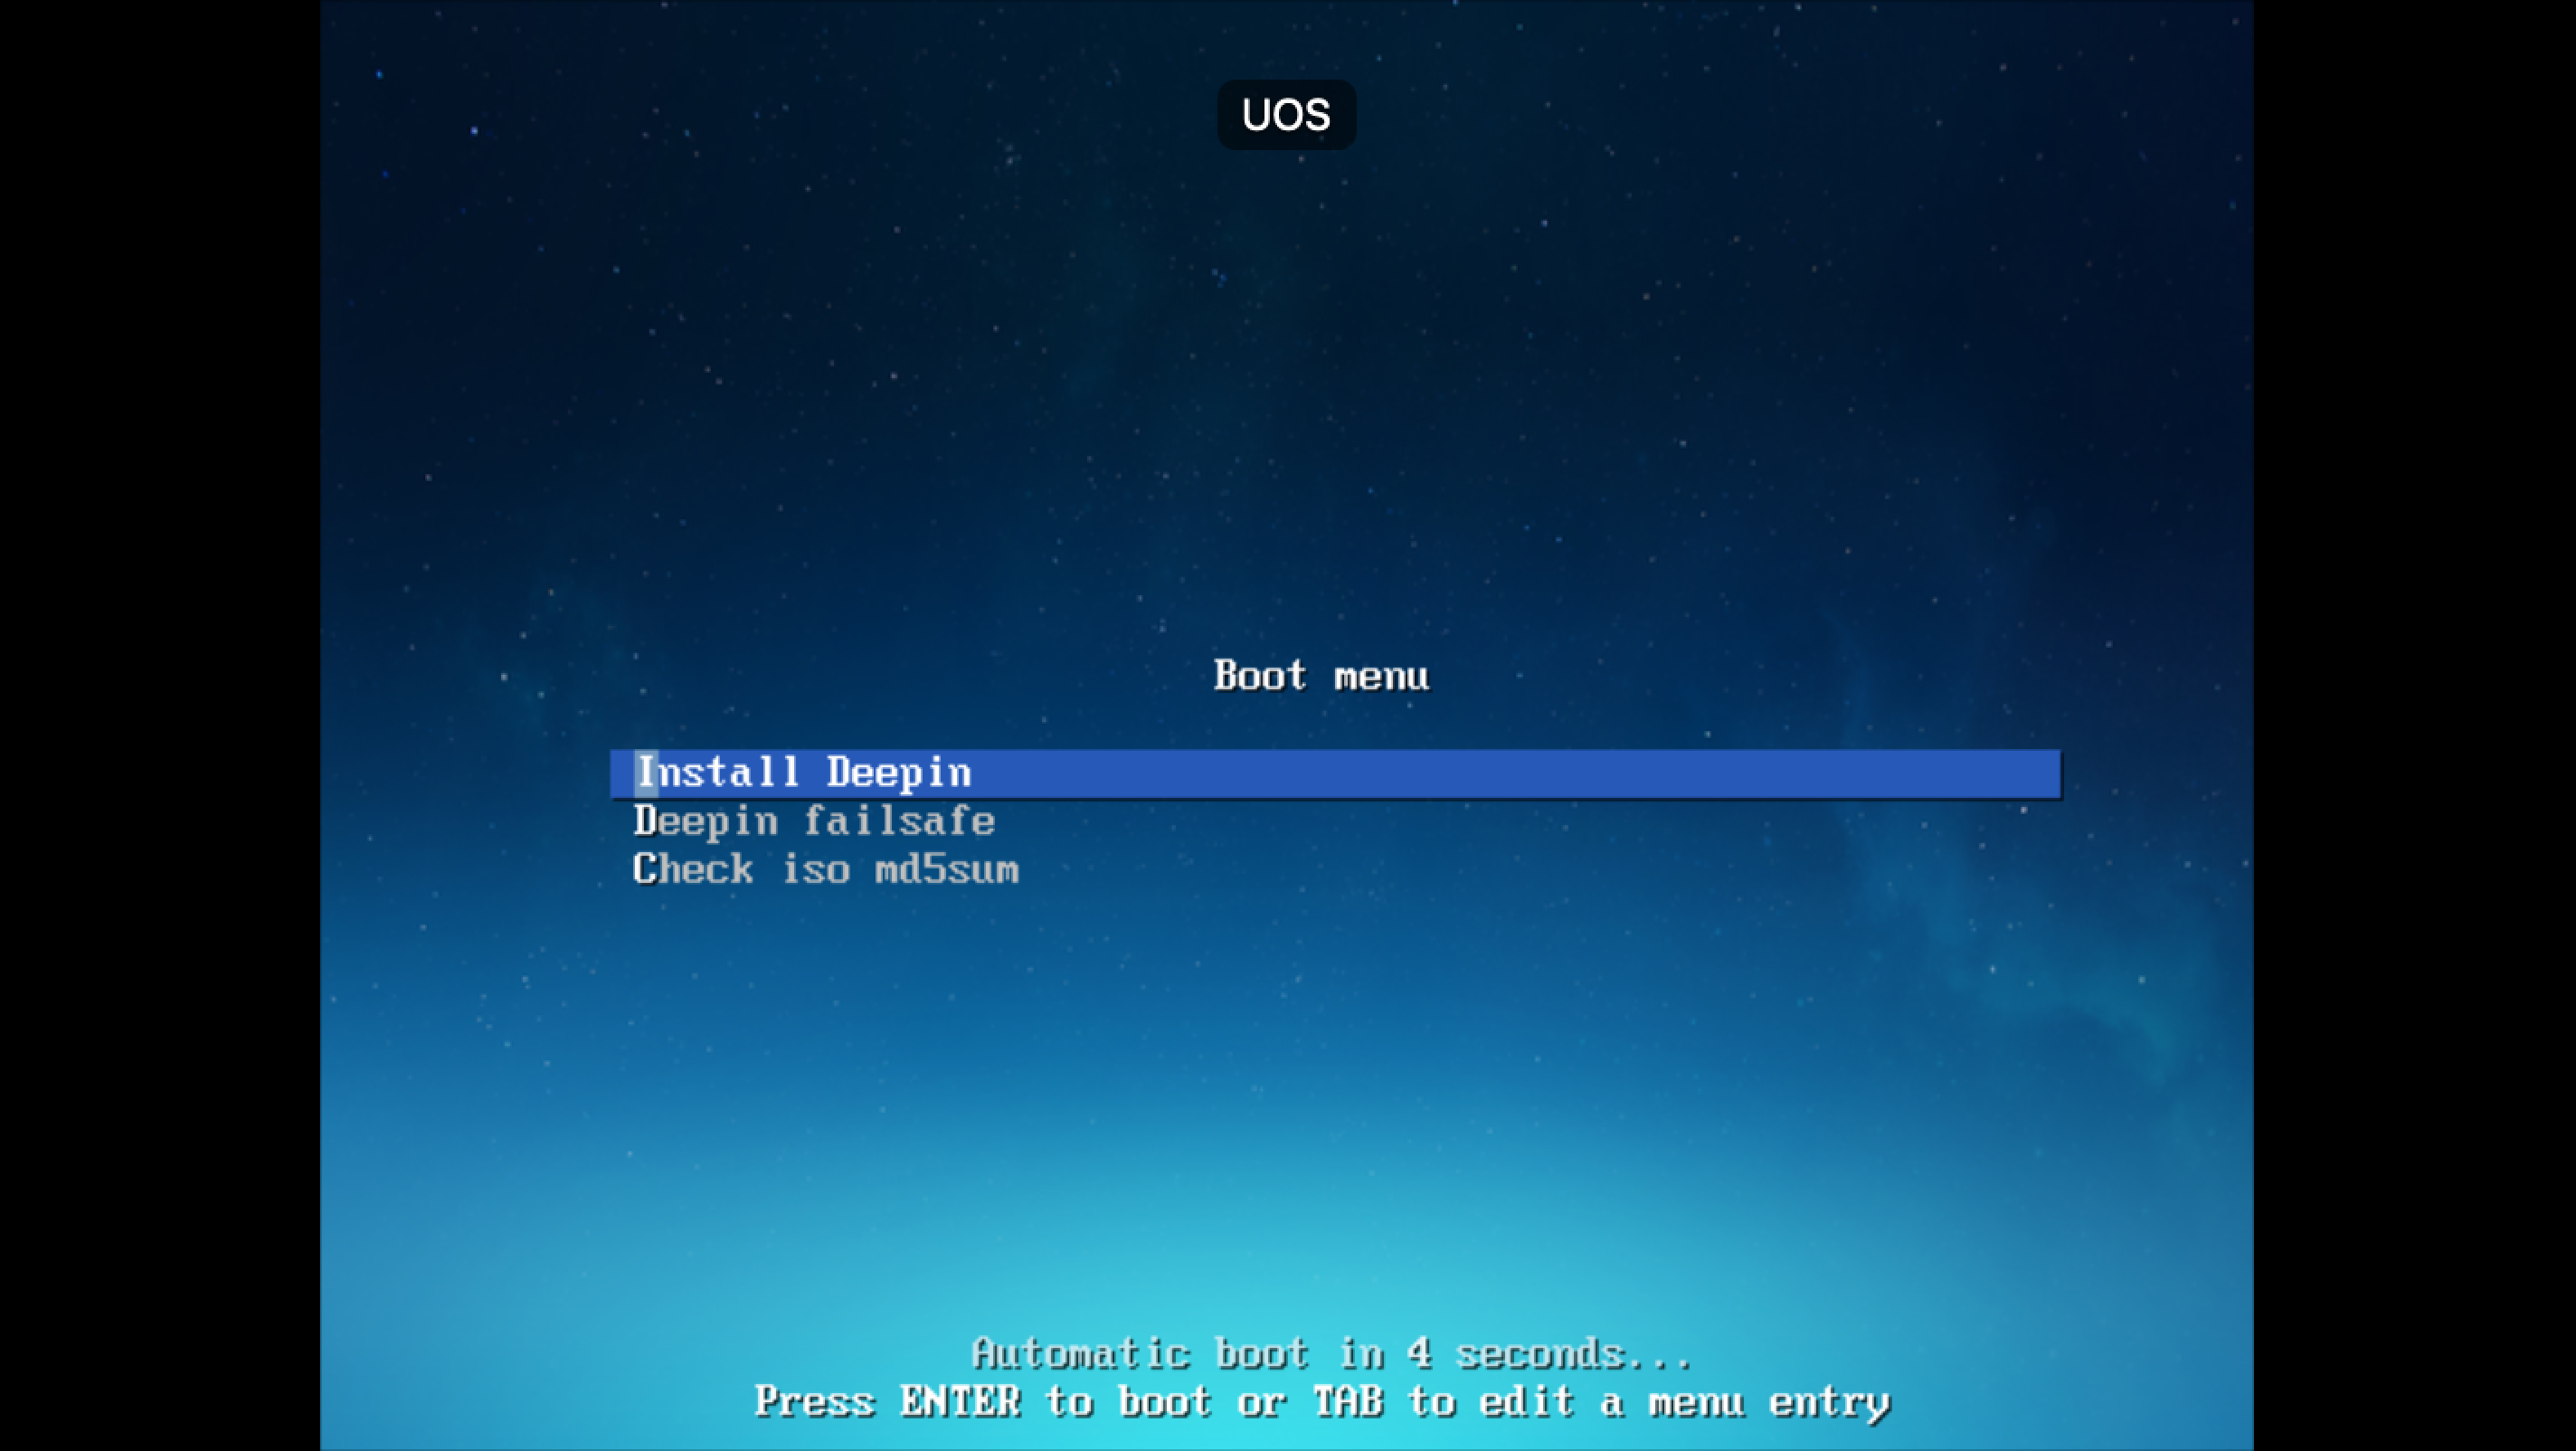 UOS
Boot menu
Install Deepin
Deepin failsafe
Check iso md5sum
Automatic boot in 4 seconds...
Press ENTER to boot or TAB to edit a menu entry